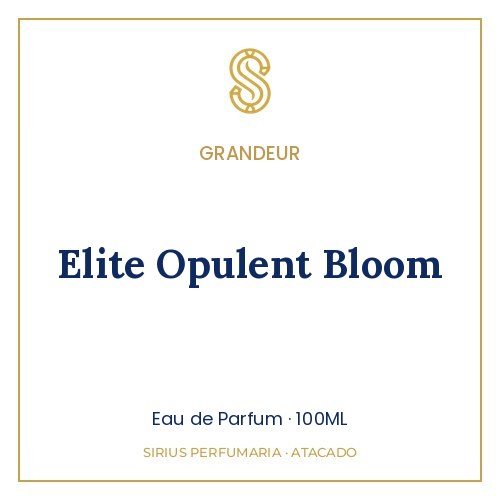 GRANDEUR
Elite Opulent Bloom
Eau de Parfum · 100ML
SIRIUS PERFUMARIA · ATACADO